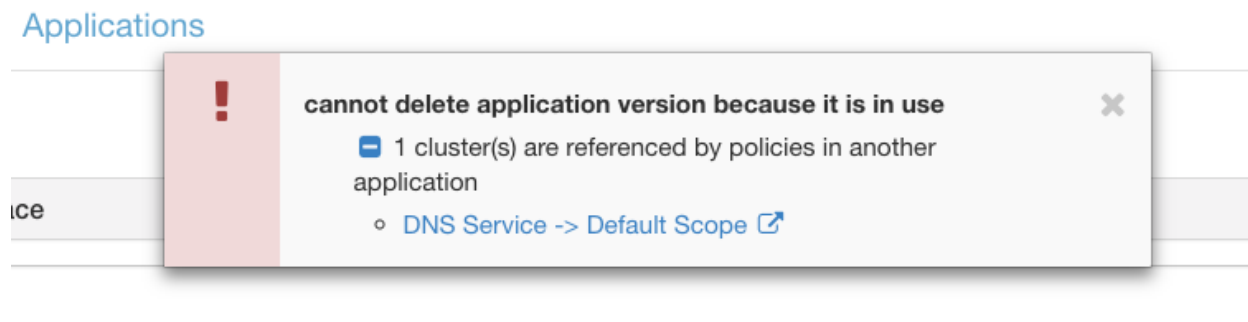 Applications
cannot delete application version because it is in use
1 cluster(s) are referenced by policies in another
application
ace
DNS Service -> Default Scope